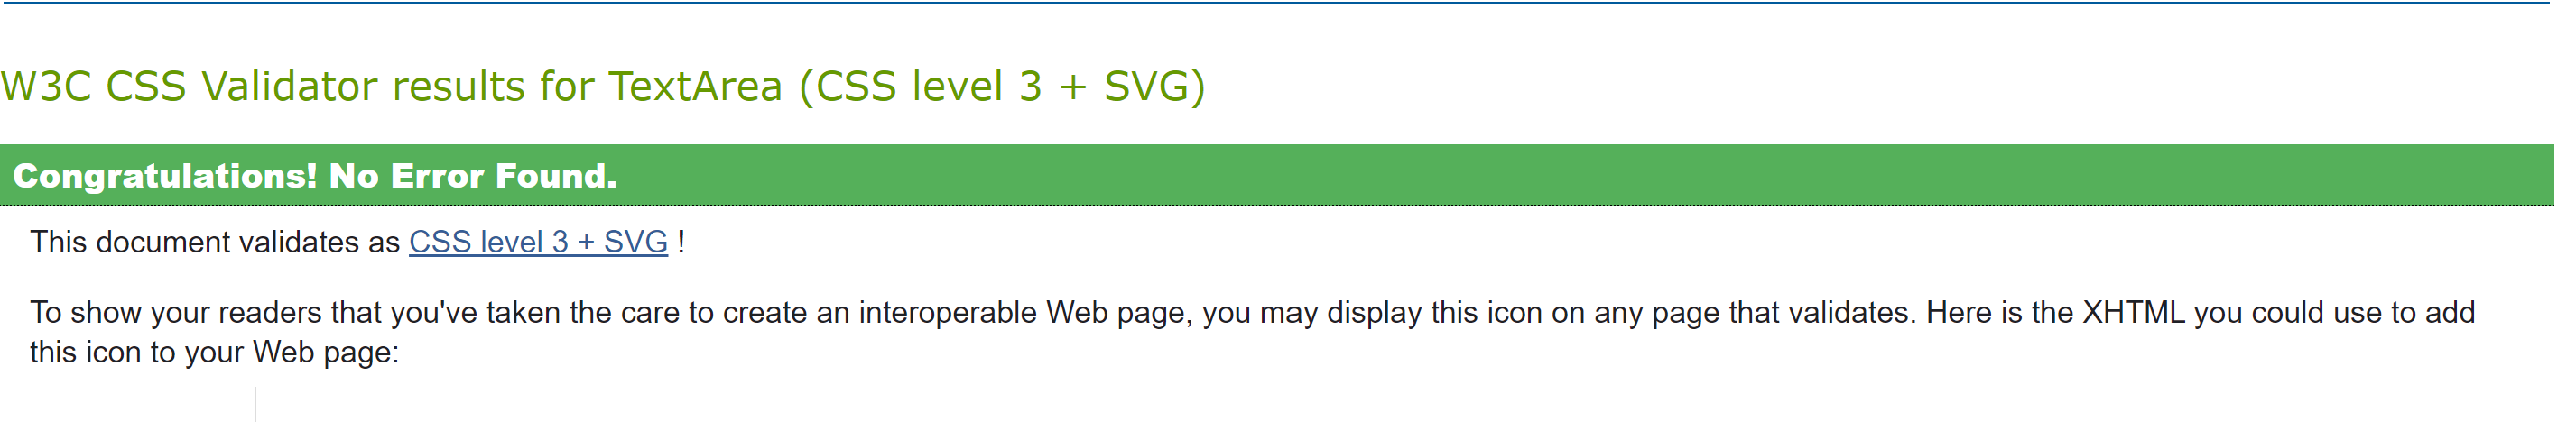 W3C CSS Validator results for TextArea (CSS level 3 + SVG)
Congratulations! No Error Found.
This document validates as CSS level 3 + SVG !
To show your readers that you've taken the care to create an interoperable Web page, you may display this icon on any page that validates. Here is the XHTML you could use to add
this icon to your Web page: